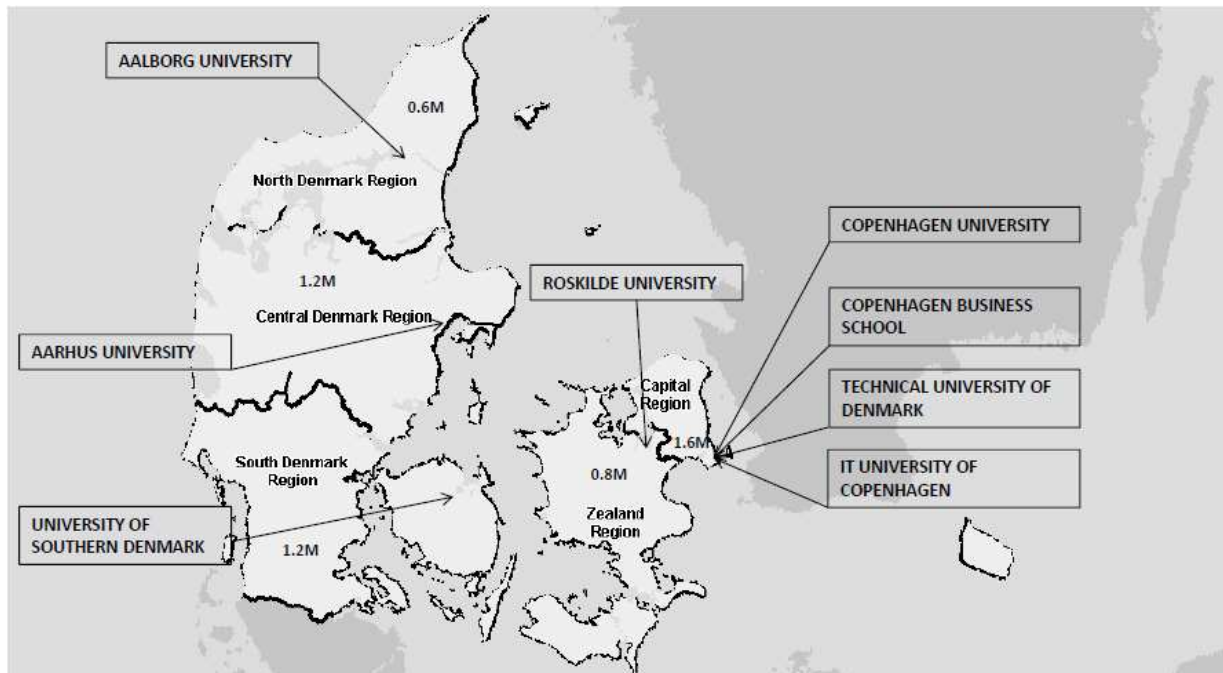 AALBORG UNIVERSITY
0.6M
North Denmark Region
COPENHAGEN UNIVERSITY
ROSKILDE UNIVERSITY
1.2M
Central Denmark Region
COPENHAGEN BUSINESS
SCHOOL
AARHUS UNIVERSITY
Capital
Region
TECHNICAL UNIVERSITY OF
DENMARK
1.6M
South Denmark
Region
0.8M
IT UNIVERSITY OF
COPENHAGEN
Zealand
Region
UNIVERSITY OF
SOUTHERN DENMARK
1.2M